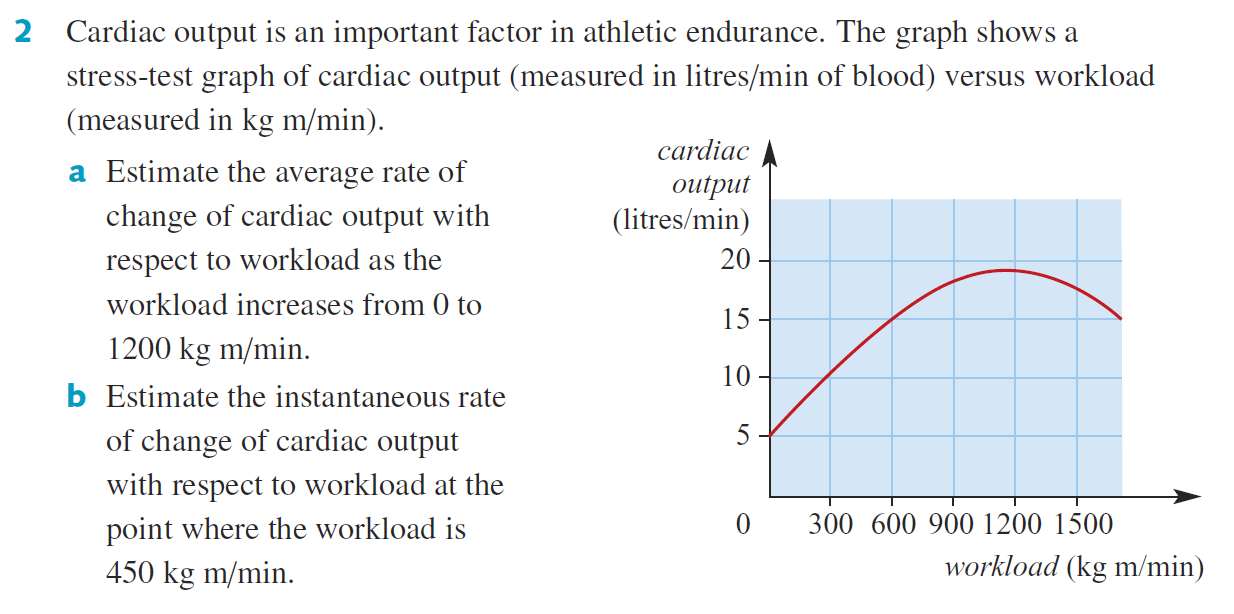 2 Cardiac output is an important factor in athletic endurance. The graph shows a
stress-test graph of cardiac output (measured in litres/min of blood) versus workload
(measured in kg m/min).
a Estimate the average rate of
change of cardiac output with
respect to workload as the
workload increases from 0 to
1200 kg m/min.
b Estimate the instantaneous rate
of change of cardiac output
with respect to workload at the
point where the workload is
450 kg m/min.
cardiac
output
(litres/min)
20
15
10
5
0 300 600 900 1200 1500
workload (kg m/min)